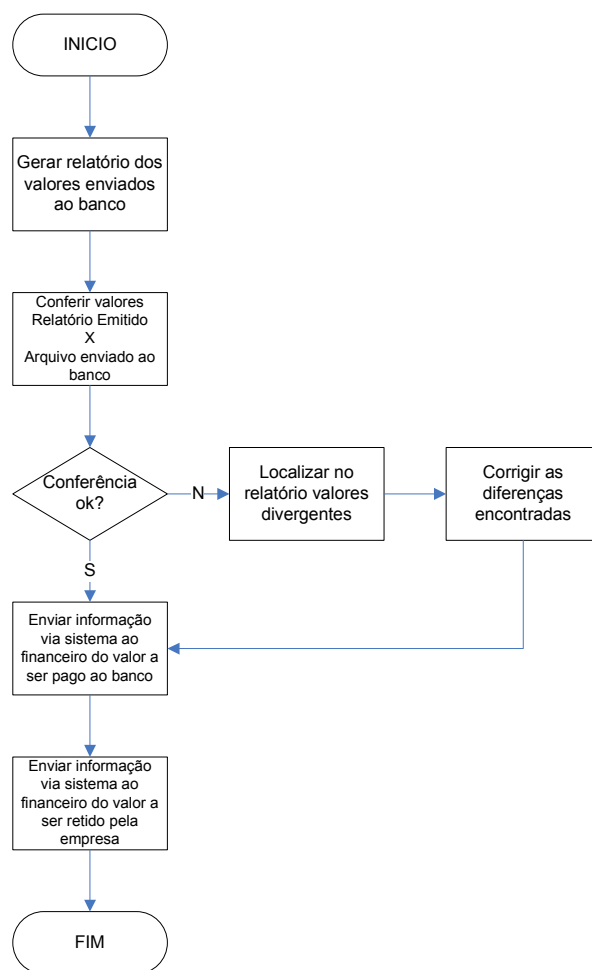 INICIO
Gerar relatório dos
valores enviados
ao banco
Conferir valores
Relatório Emitido
X
Arquivo enviado ao
banco
Conferência
ok?
N
Localizar no
relatório valores
divergentes
Corrigir as
diferenças
encontradas
S
Enviar informação
via sistema ao
financeiro do valor a
ser pago ao banco
Enviar informação
via sistema ao
financeiro do valor a
ser retido pela
empresa
FIM